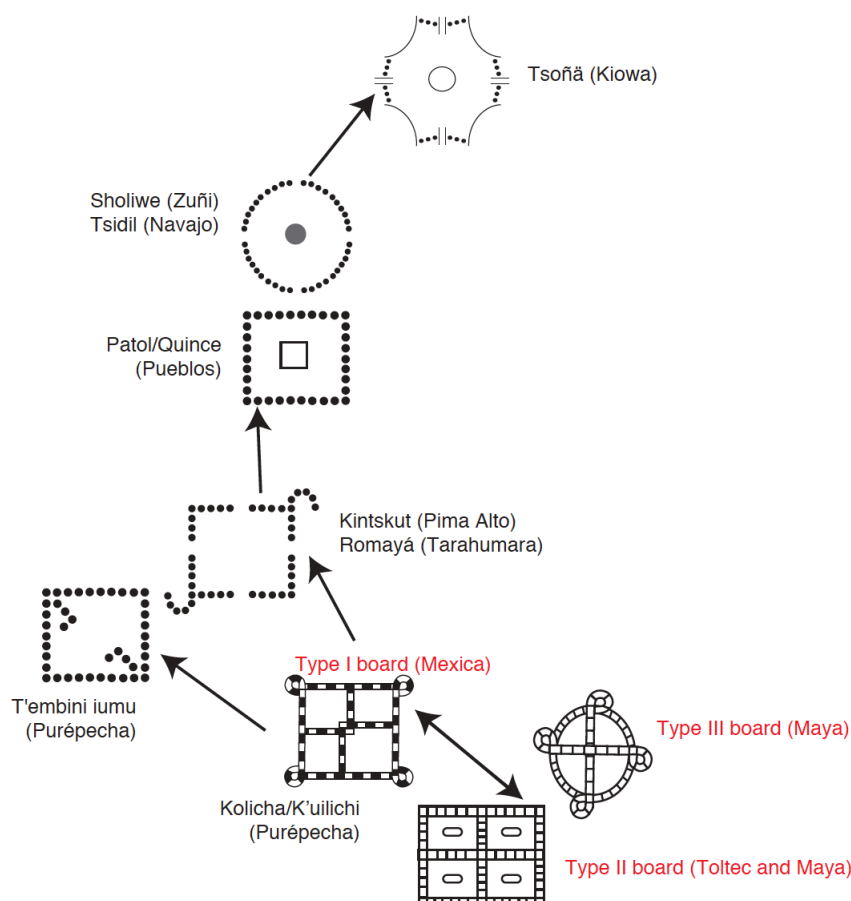 Tsoñä (Kiowa)
Sholiwe (Zuñi)
Tsidil (Navajo)
Patol/Quince
(Pueblos)
Kintskut (Pima Alto)
Romayá (Tarahumara)
Type I board (Mexica)
T'embini iumu
(Purépecha)
Type III board (Maya)
Kolicha/K'uilichi
(Purépecha)
Type II board (Toltec and Maya)